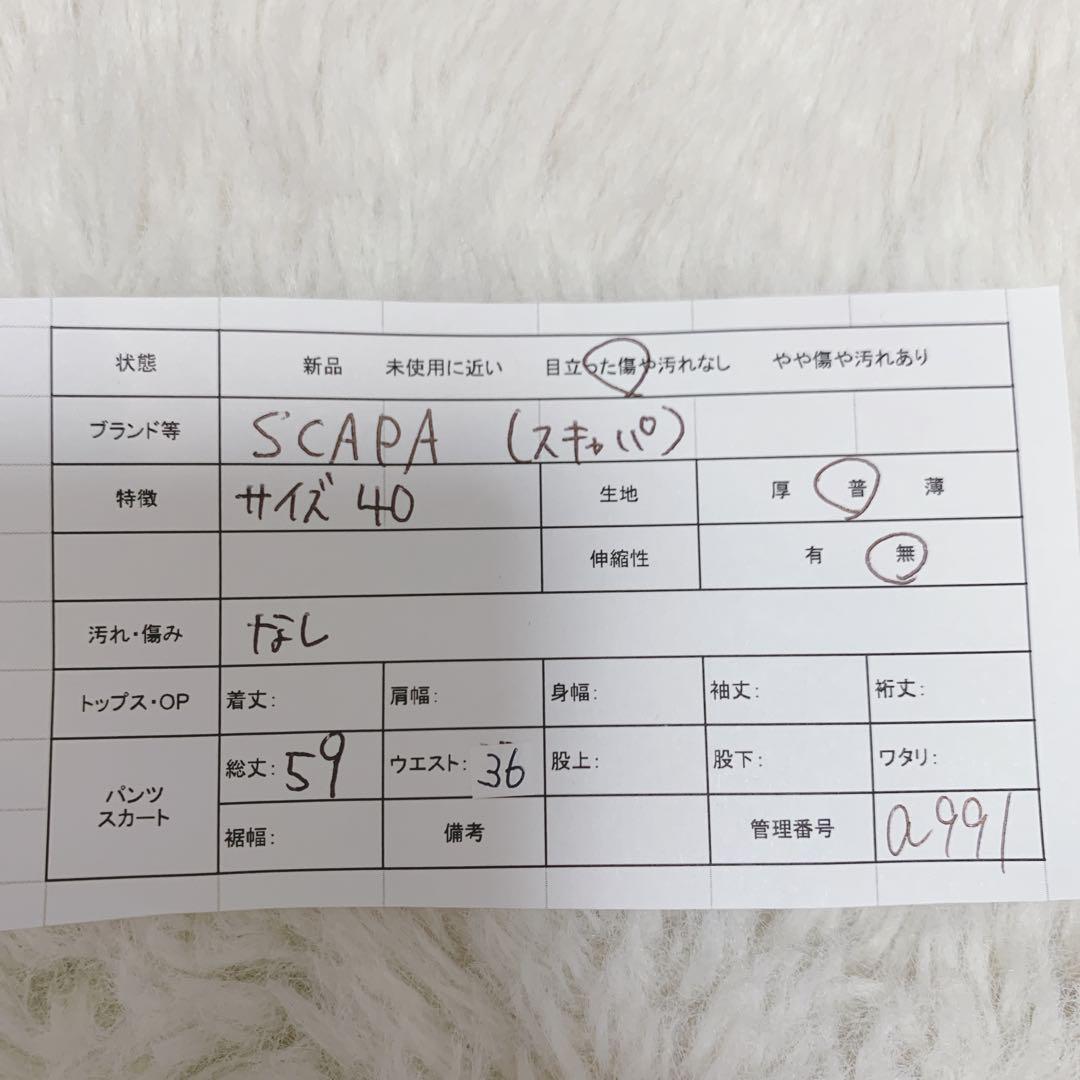 状態 新品 未使用に近い 目立った傷や汚れなし やや傷や汚れあり
ブランド等 SCAPA (スキャパ)
特徴 サイズ 40 生地 厚 普 薄
伸縮性 有 無
汚れ・傷み なし
トップス・OP 着丈: 肩幅: 身幅: 袖丈: 裄丈:
パンツ スカート 総丈: 59 ウエスト: 36 股上: 股下: ワタリ:
裾幅: 備考 管理番号 a991